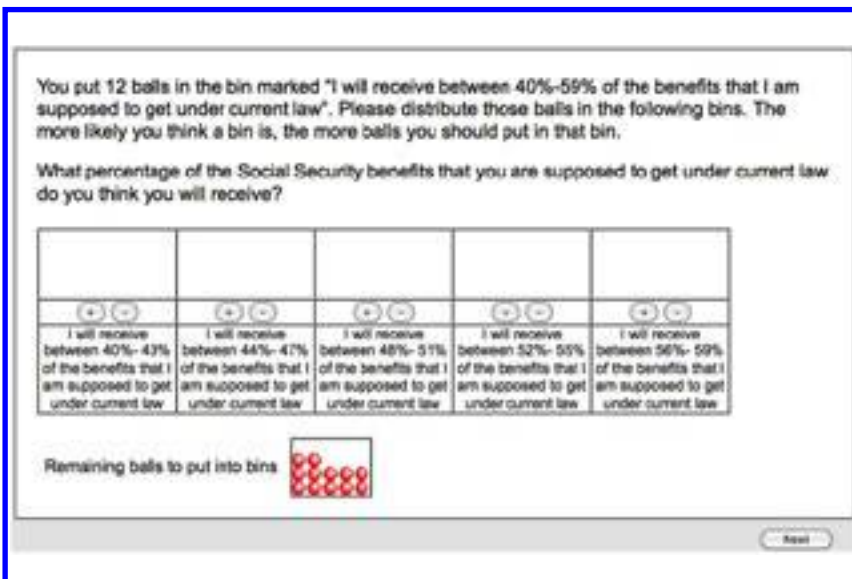 You put 12 balls in the bin marked "I will receive between 40%-59% of the benefits that I am
supposed to get under current law". Please distribute those balls in the following bins. The
more likely you think a bin is, the more balls you should put in that bin.
What percentage of the Social Security benefits that you are supposed to get under current law
do you think you will receive?
+ - + - + - + - + -
I will receive I will receive I will receive I will receive I will receive
between 40%- 43% between 44%- 47% between 48%- 51% between 52%- 55% between 56%- 59%
of the benefits that I of the benefits that I of the benefits that I of the benefits that I of the benefits that I
am supposed to get am supposed to get am supposed to get am supposed to get am supposed to get
under current law under current law under current law under current law under current law
Remaining balls to put into bins